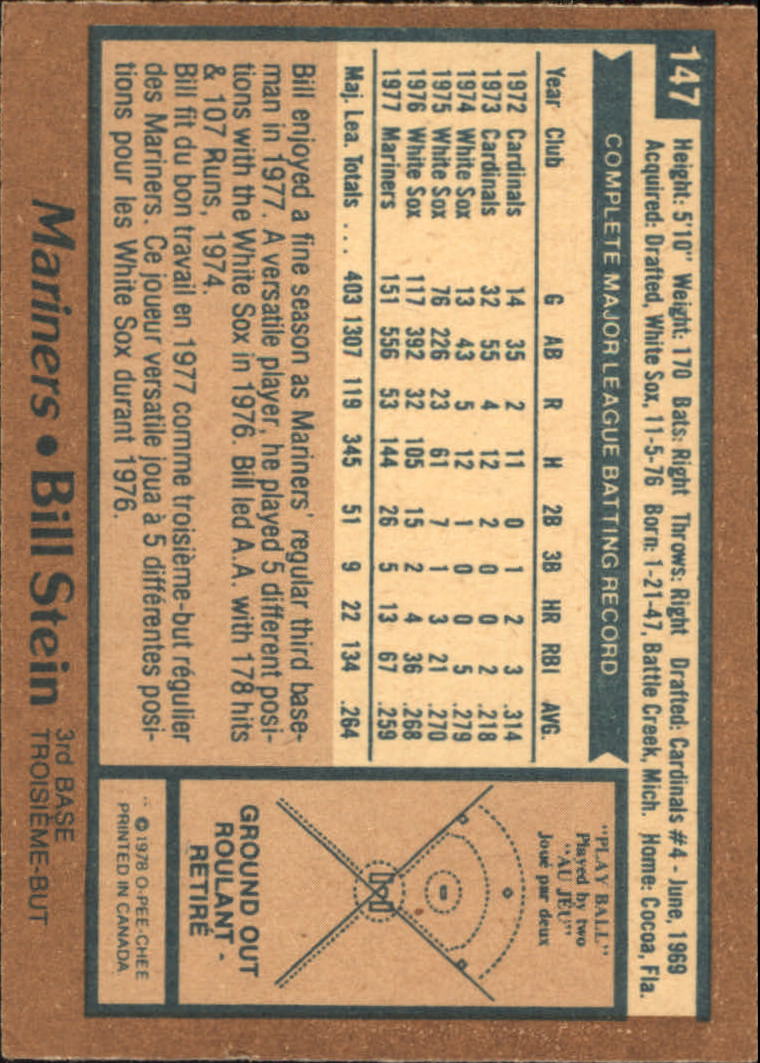 147
Height: 5'10" Weight: 170 Bats: Right Throws: Right Drafted: Cardinals #4 - June, 1969
Acquired: Drafted, White Sox, 11-5-76 Born: 1-21-47, Battle Creek, Mich. Home: Cocoa, Fla.
COMPLETE MAJOR LEAGUE BATTING RECORD
Year Club G AB R H 2B 3B HR RBI AVG.
1972 Cardinals 14 35 2 11 0 1 2 3 .314
1973 Cardinals 32 55 4 12 2 0 0 2 .218
1974 White Sox 13 43 5 12 1 0 0 5 .279
1975 White Sox 76 226 23 61 7 1 3 21 .270
1976 White Sox 117 392 32 105 15 2 4 36 .268
1977 Mariners 151 556 53 144 26 5 13 67 .259
Maj. Lea. Totals ... 403 1307 119 345 51 9 22 134 .264
Bill enjoyed a fine season as Mariners' regular third base-
man in 1977. A versatile player, he played 5 different posi-
tions with the White Sox in 1976. Bill led A.A. with 178 hits
& 107 Runs, 1974.
Bill fit du bon travail en 1977 comme troisième-but régulier
des Mariners. Ce joueur versatile joua à 5 différentes posi-
tions pour les White Sox durant 1976.
"PLAY BALL"
Played by two
"AU JEU"
Joué par deux
GROUND OUT
ROULANT -
RETIRÉ
© 1978 O-PEE-CHEE
PRINTED IN CANADA
Mariners • Bill Stein
3rd BASE
TROISIÈME-BUT